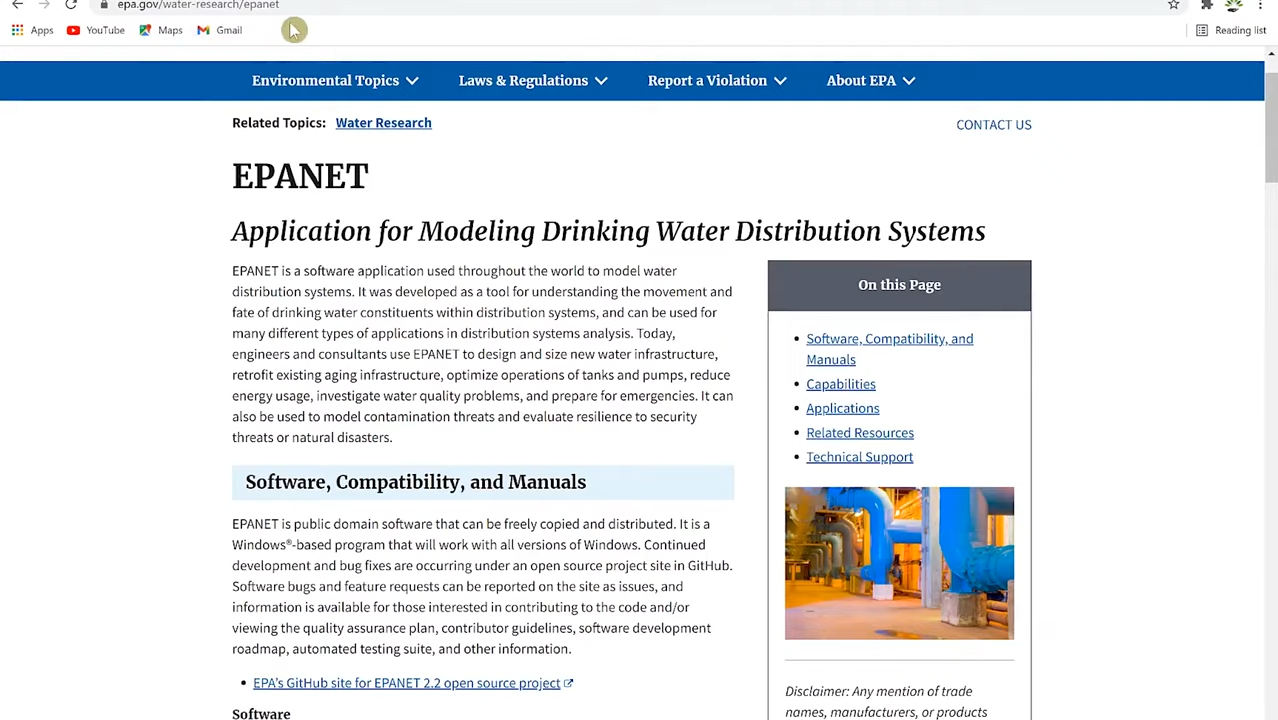 epa.gov/water-research/epanet
Apps YouTube Maps Gmail Reading list
Environmental Topics Laws & Regulations Report a Violation About EPA
Related Topics: Water Research
CONTACT US
EPANET
Application for Modeling Drinking Water Distribution Systems
EPANET is a software application used throughout the world to model water
distribution systems. It was developed as a tool for understanding the movement and
fate of drinking water constituents within distribution systems, and can be used for
many different types of applications in distribution systems analysis. Today,
engineers and consultants use EPANET to design and size new water infrastructure,
retrofit existing aging infrastructure, optimize operations of tanks and pumps, reduce
energy usage, investigate water quality problems, and prepare for emergencies. It can
also be used to model contamination threats and evaluate resilience to security
threats or natural disasters.
Software, Compatibility, and Manuals
EPANET is public domain software that can be freely copied and distributed. It is a
Windows®-based program that will work with all versions of Windows. Continued
development and bug fixes are occurring under an open source project site in GitHub.
Software bugs and feature requests can be reported on the site as issues, and
information is available for those interested in contributing to the code and/or
viewing the quality assurance plan, contributor guidelines, software development
roadmap, automated testing suite, and other information.
• EPA's GitHub site for EPANET 2.2 open source project
Software
On this Page
• Software, Compatibility, and
Manuals
• Capabilities
• Applications
• Related Resources
• Technical Support
Disclaimer: Any mention of trade
names, manufacturers, or products